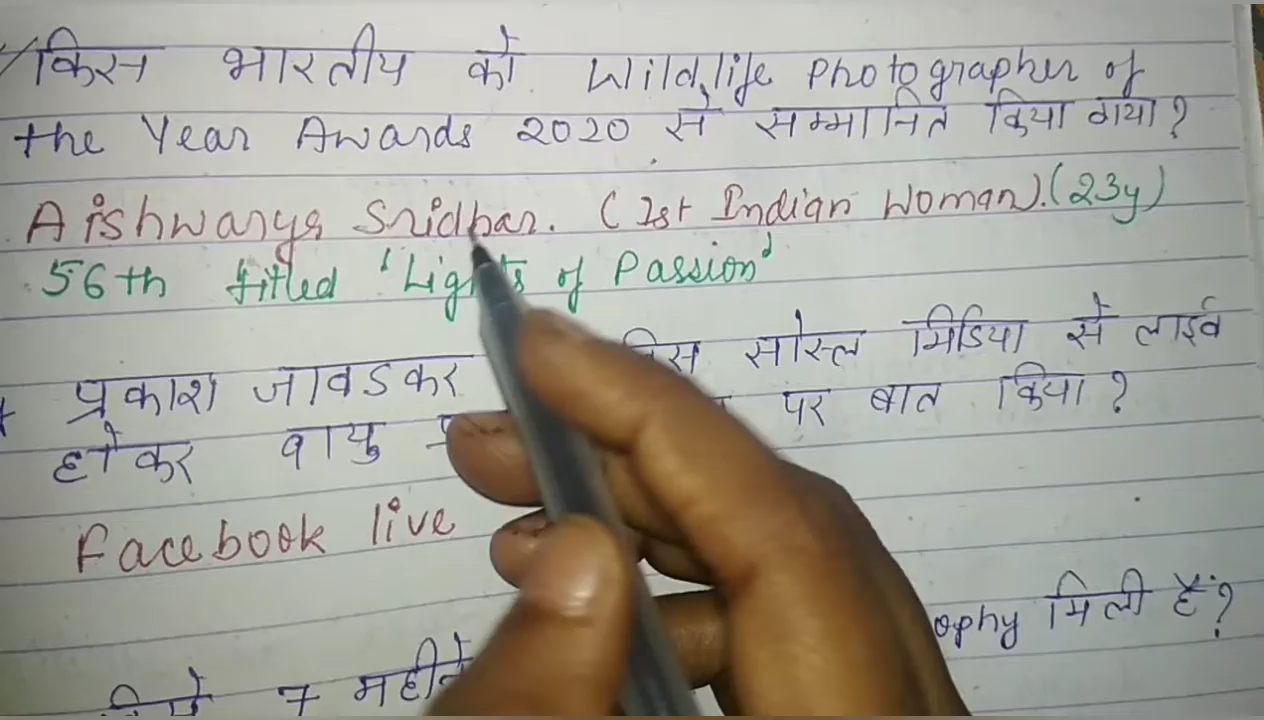 किस भारतीय को Wildlife Photographer of
the Year Awards 2020 से सम्मानित किया गया?
Aishwarya Sridhar. (1st Indian Woman).(23y)
56th titled 'Lights of Passion'
प्रकाश जावडकर सोस्ल मिडिया से लाईव
होकर वायु पर बात किया?
Facebook live
मिली है?
7 महीने